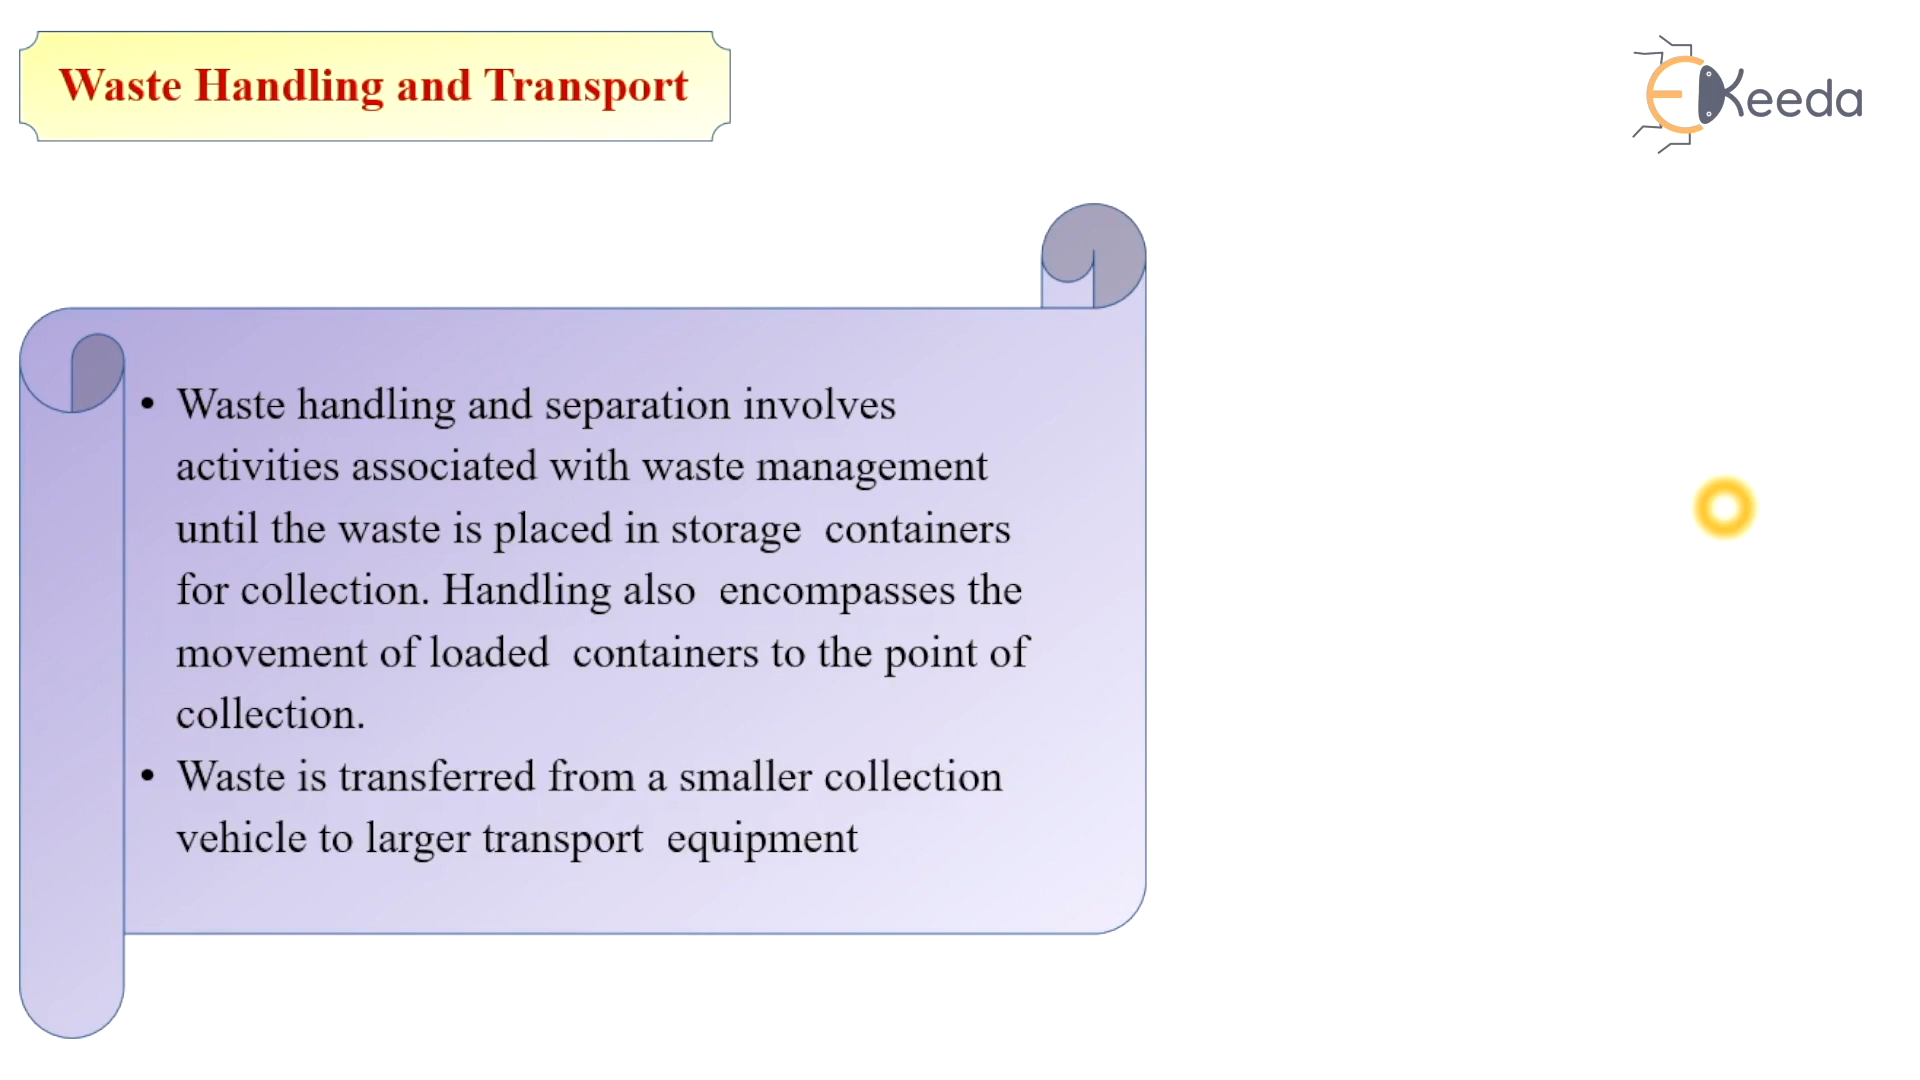 Waste Handling and Transport
EKeeda
• Waste handling and separation involves
activities associated with waste management
until the waste is placed in storage containers
for collection. Handling also encompasses the
movement of loaded containers to the point of
collection.
• Waste is transferred from a smaller collection
vehicle to larger transport equipment